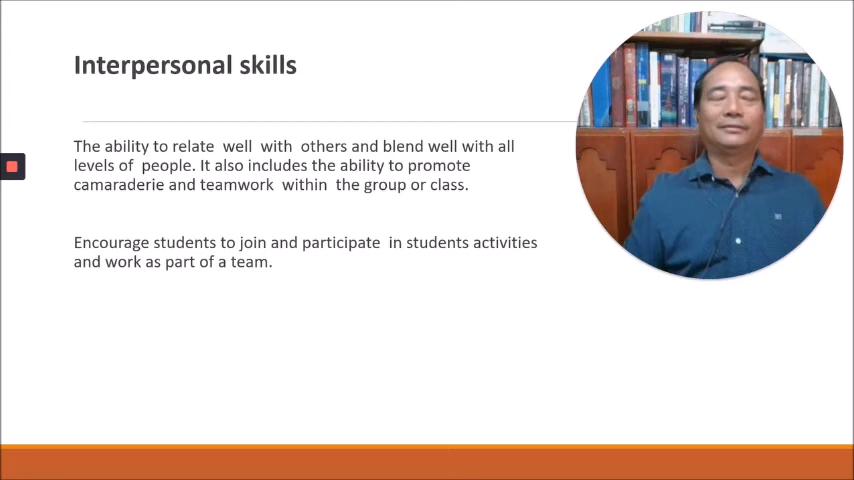 Interpersonal skills
The ability to relate  well  with  others and blend well with all
levels of  people. It also includes the ability to promote
camaraderie and teamwork  within  the group or class.
Encourage students to join and participate  in students activities
and work as part of a team.